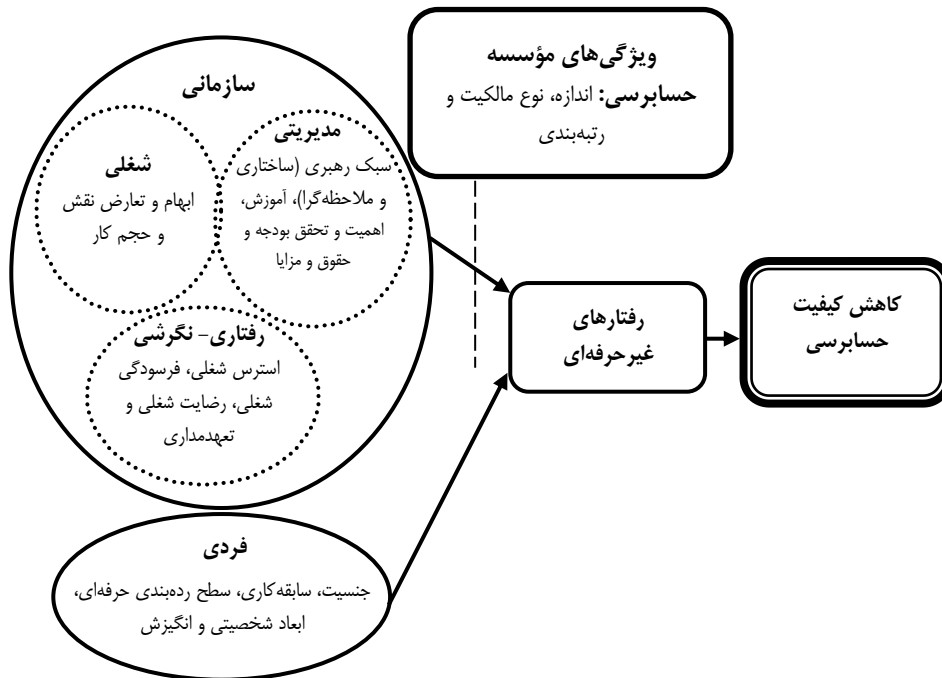 ویژگی‌های مؤسسه
حسابرسی: اندازه، نوع مالکیت و
رتبه‌بندی
سازمانی
مدیریتی
سبک رهبری (ساختاری
و ملاحظه‌گرا)، آموزش،
اهمیت و تحقق بودجه و
حقوق و مزایا
شغلی
ابهام و تعارض نقش
و حجم کار
رفتاری- نگرشی
استرس شغلی، فرسودگی
شغلی، رضایت شغلی و
تعهدمداری
رفتارهای
غیرحرفه‌ای
کاهش کیفیت
حسابرسی
فردی
جنسیت، سابقه‌کاری، سطح رده‌بندی حرفه‌ای،
ابعاد شخصیتی و انگیزش